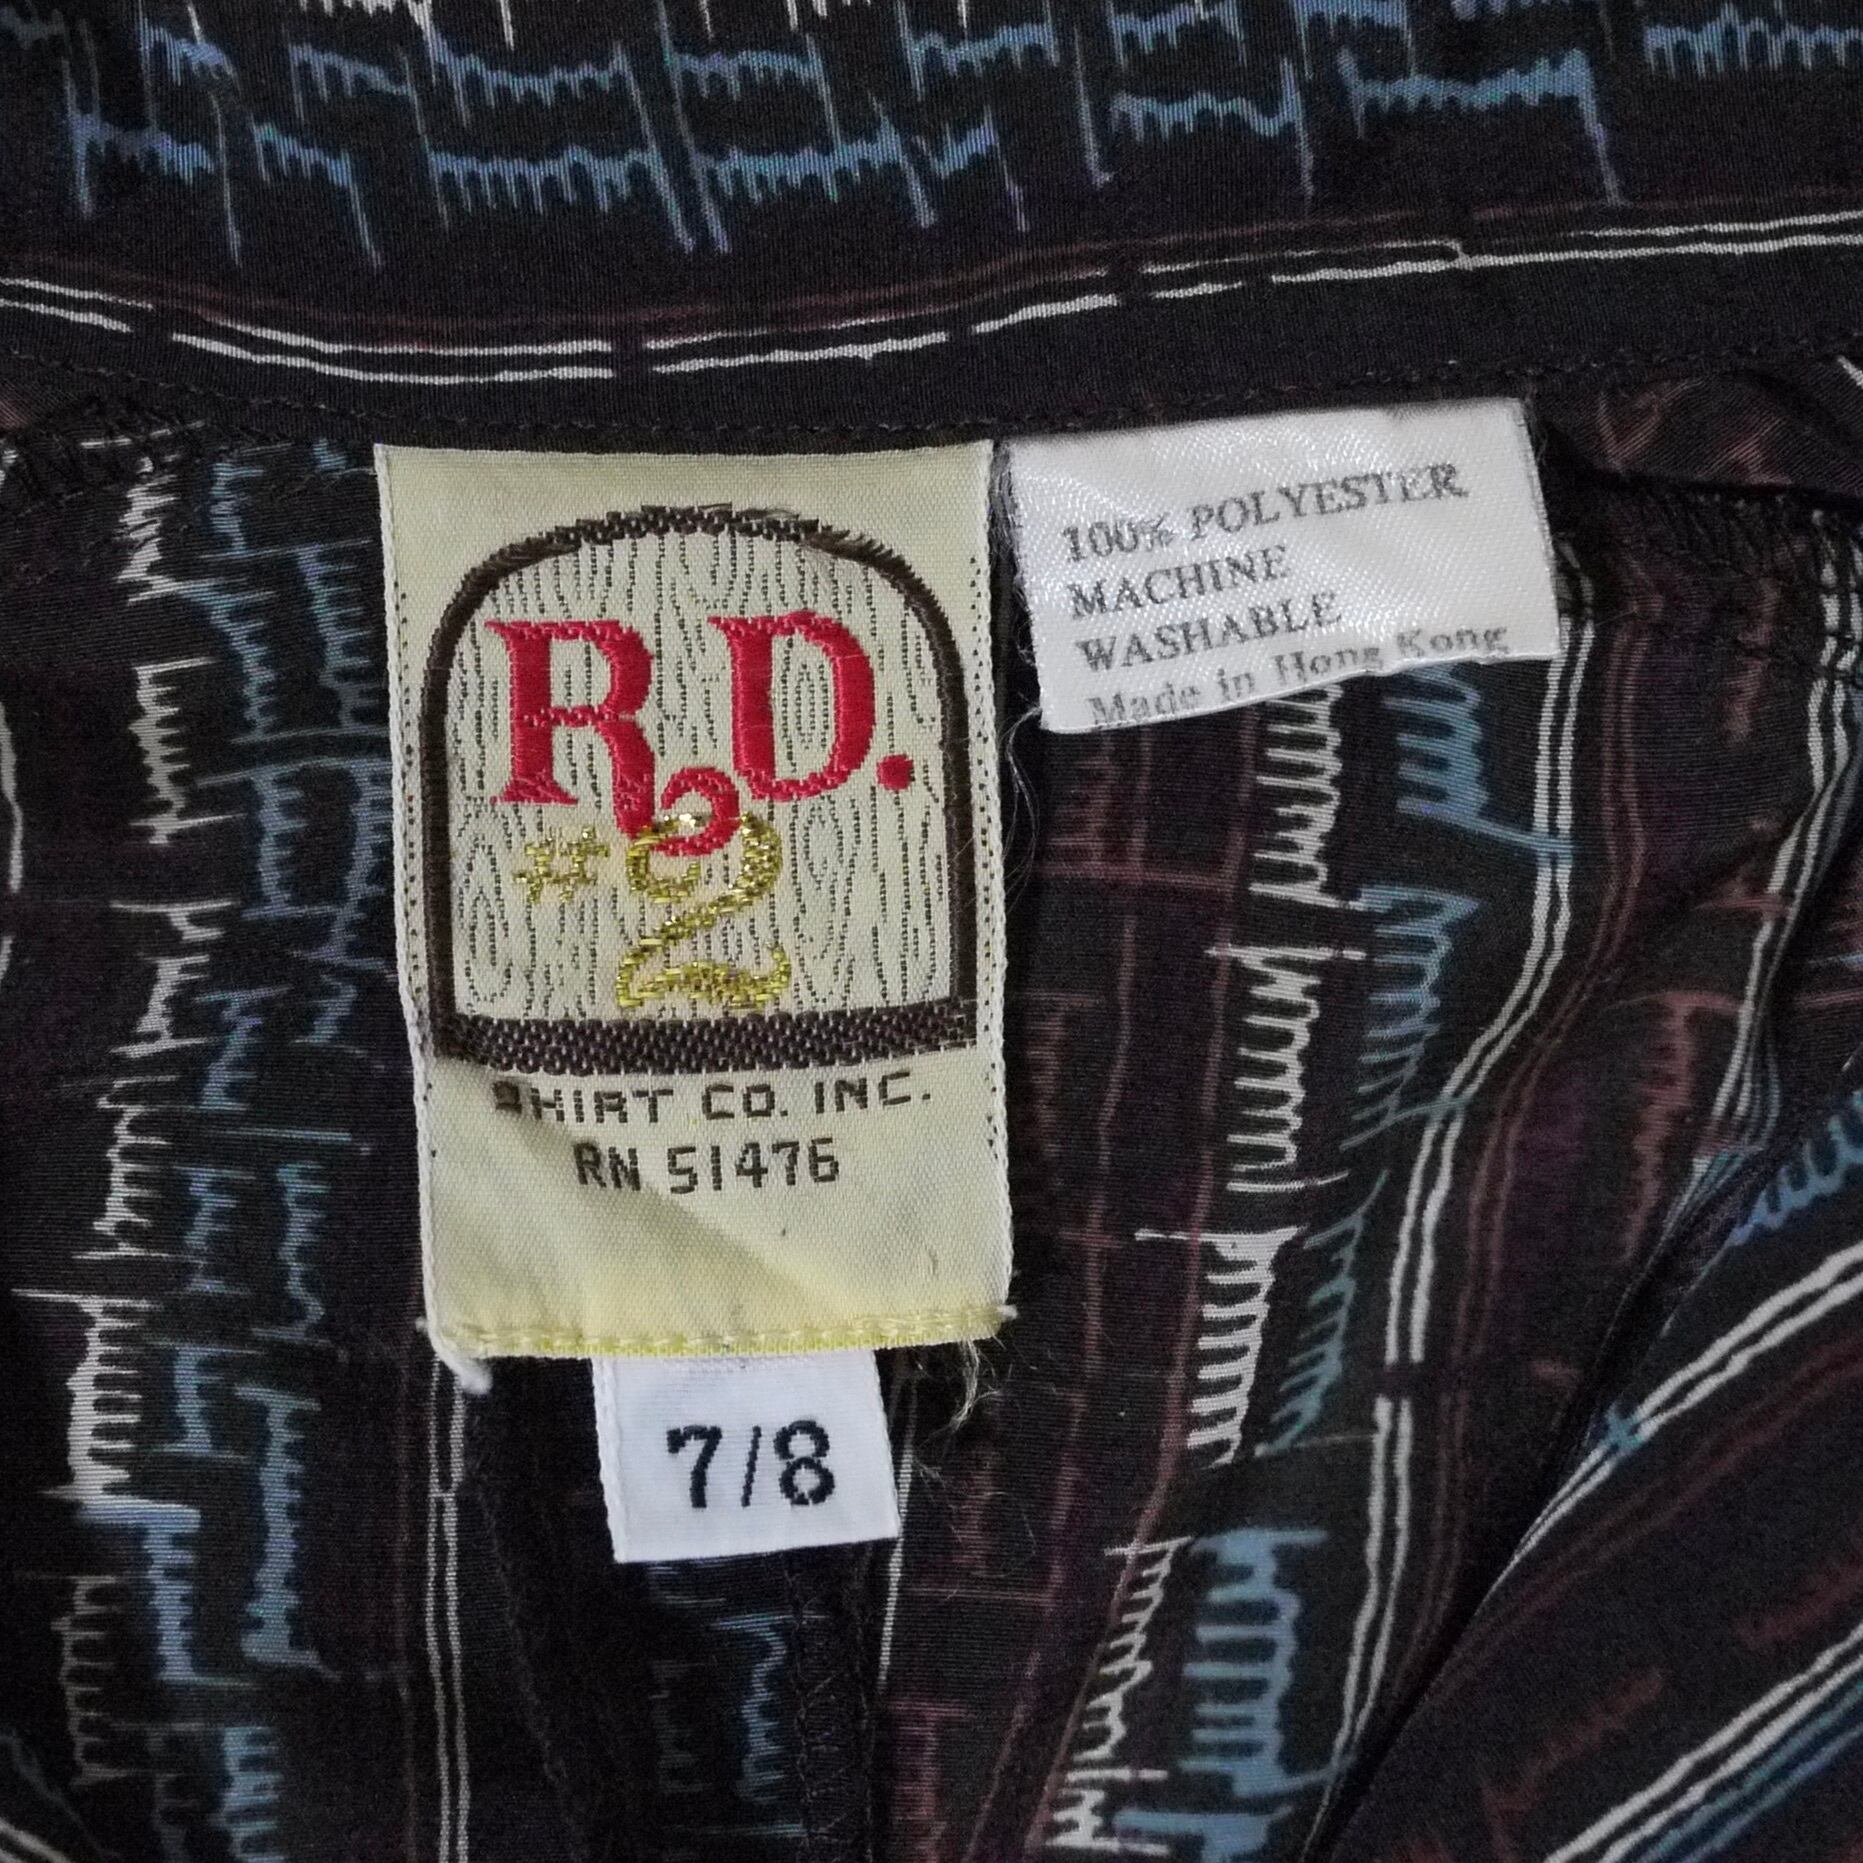 R.D.
#2
SHIRT CO. INC.
RN 51476
7/8
100% POLYESTER
MACHINE
WASHABLE
Made in Hong Kong